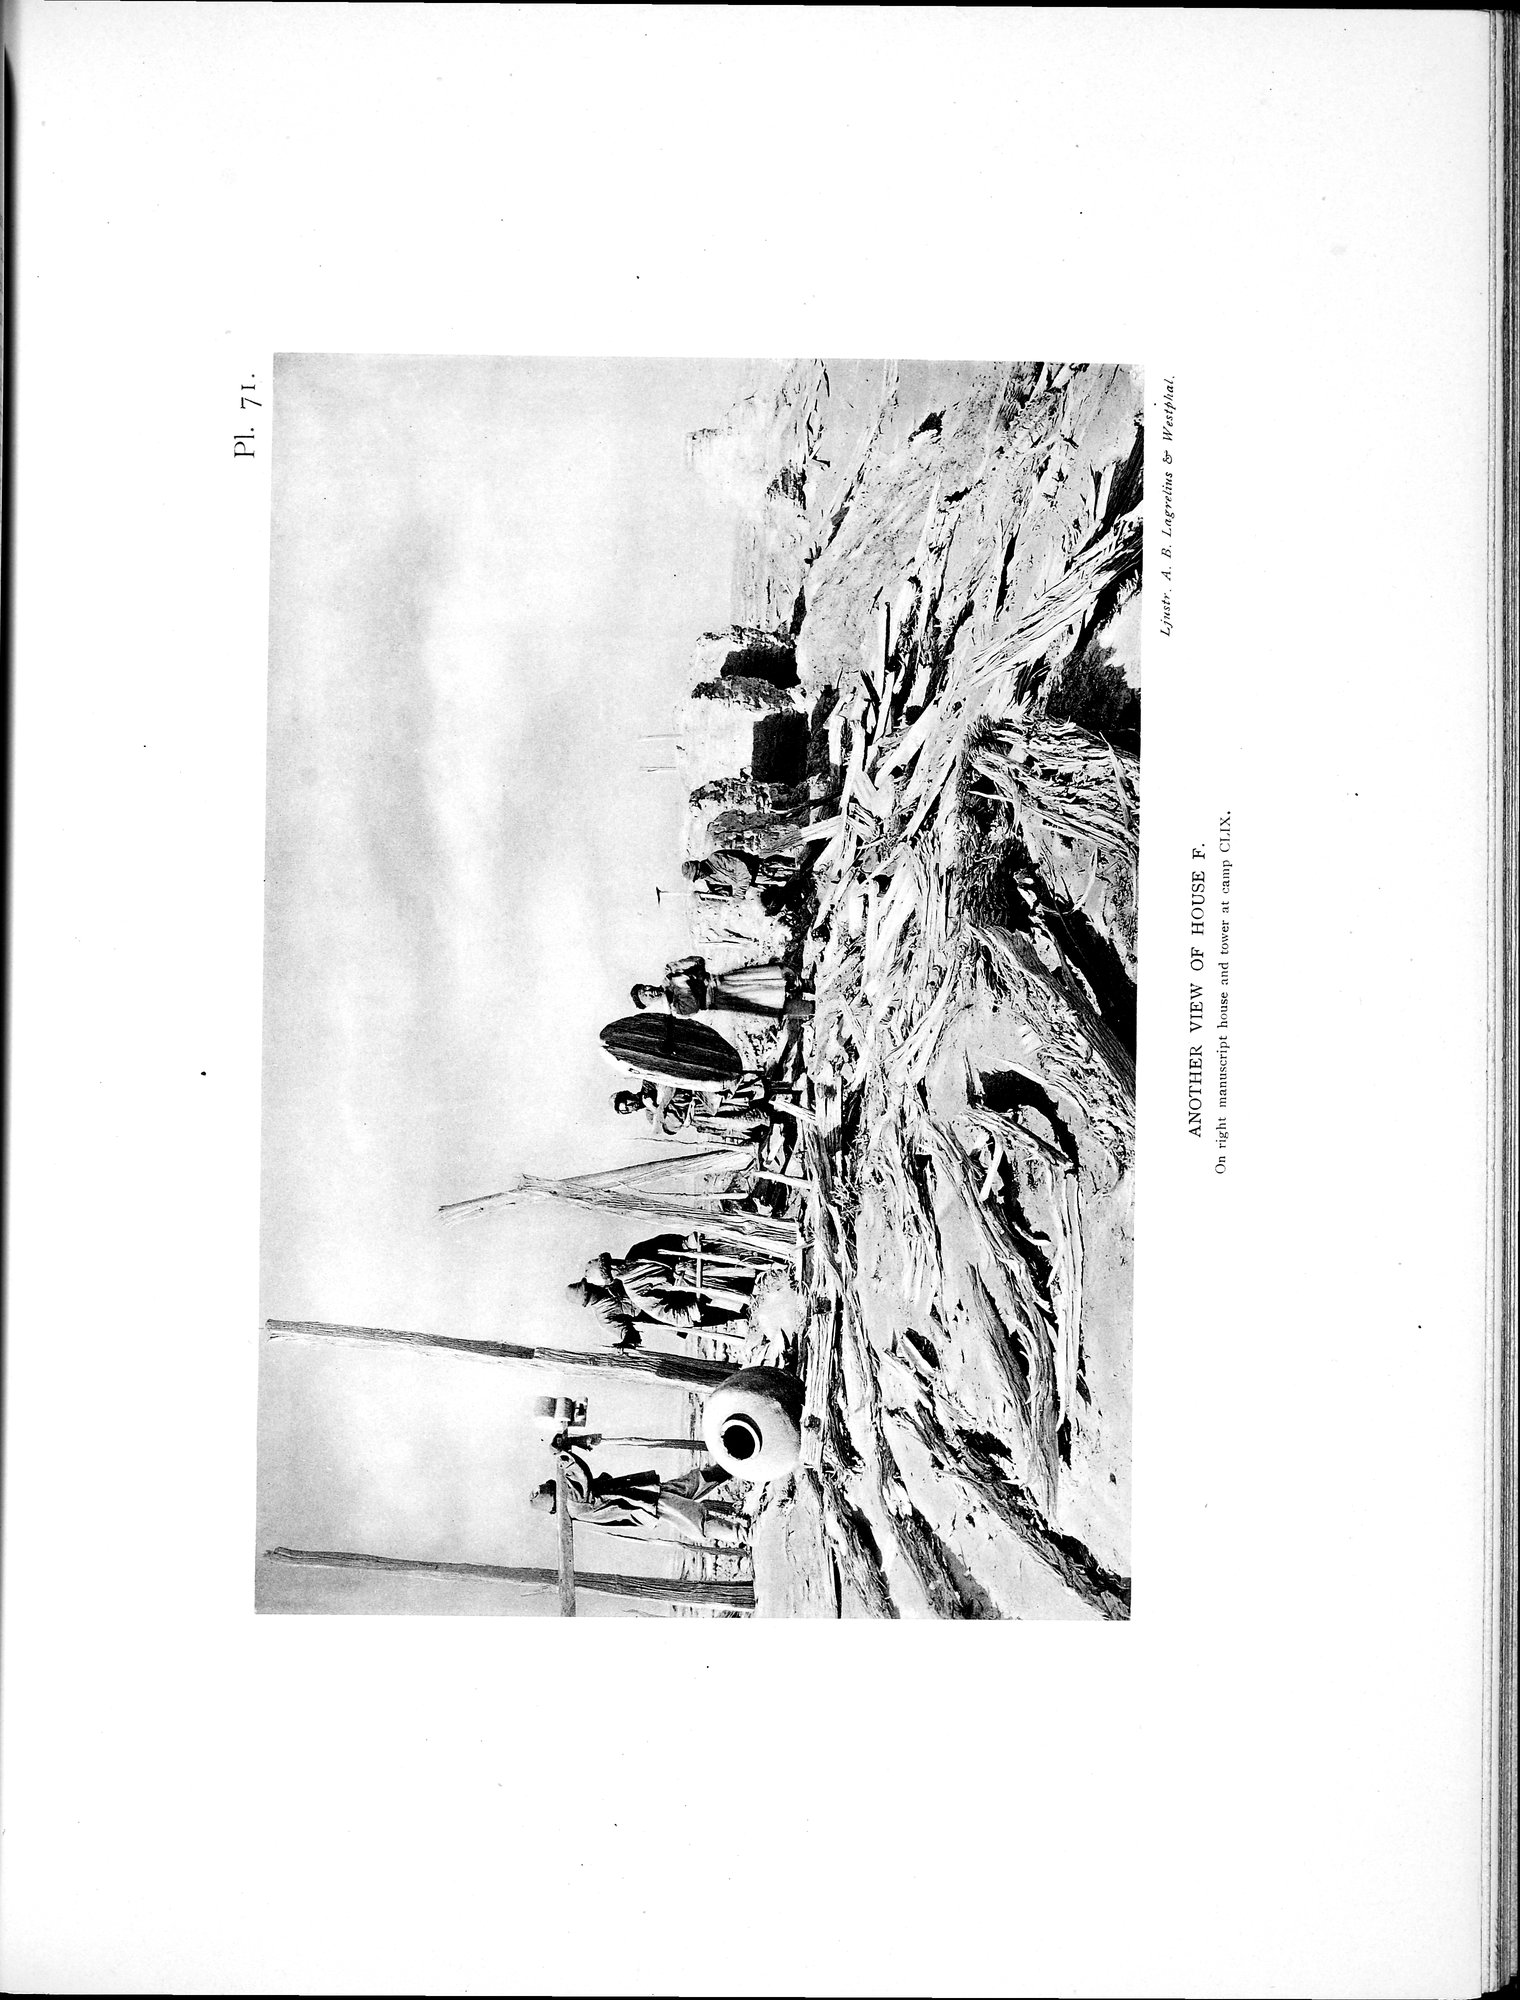 Pl. 71.
Ljustr. A. B. Lagrelius & Westphal.
ANOTHER VIEW OF HOUSE F.
On right manuscript house and tower at camp CLIX.